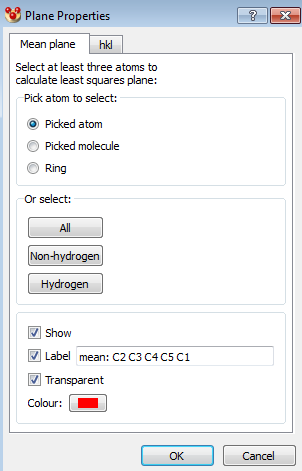 Plane Properties
?
Mean plane
hkl
Select at least three atoms to
calculate least squares plane:
Pick atom to select:
Picked atom
Picked molecule
Ring
Or select:
All
Non-hydrogen
Hydrogen
Show
Label mean: C2 C3 C4 C5 C1
Transparent
Colour:
OK Cancel